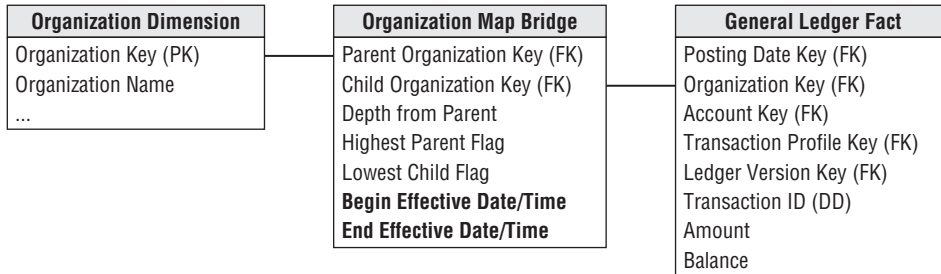 Organization Dimension
Organization Key (PK)
Organization Name
...
Organization Map Bridge
Parent Organization Key (FK)
Child Organization Key (FK)
Depth from Parent
Highest Parent Flag
Lowest Child Flag
Begin Effective Date/Time
End Effective Date/Time
General Ledger Fact
Posting Date Key (FK)
Organization Key (FK)
Account Key (FK)
Transaction Profile Key (FK)
Ledger Version Key (FK)
Transaction ID (DD)
Amount
Balance